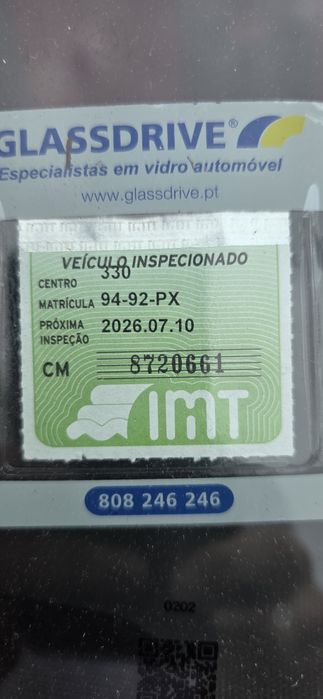 GLASSDRIVE®
Especialistas em vidro automóvel
www.glassdrive.pt
VEÍCULO INSPECIONADO
CENTRO 330
MATRÍCULA 94-92-PX
PRÓXIMA INSPEÇÃO 2026.07.10
CM 8720661
IMT
808 246 246
0202